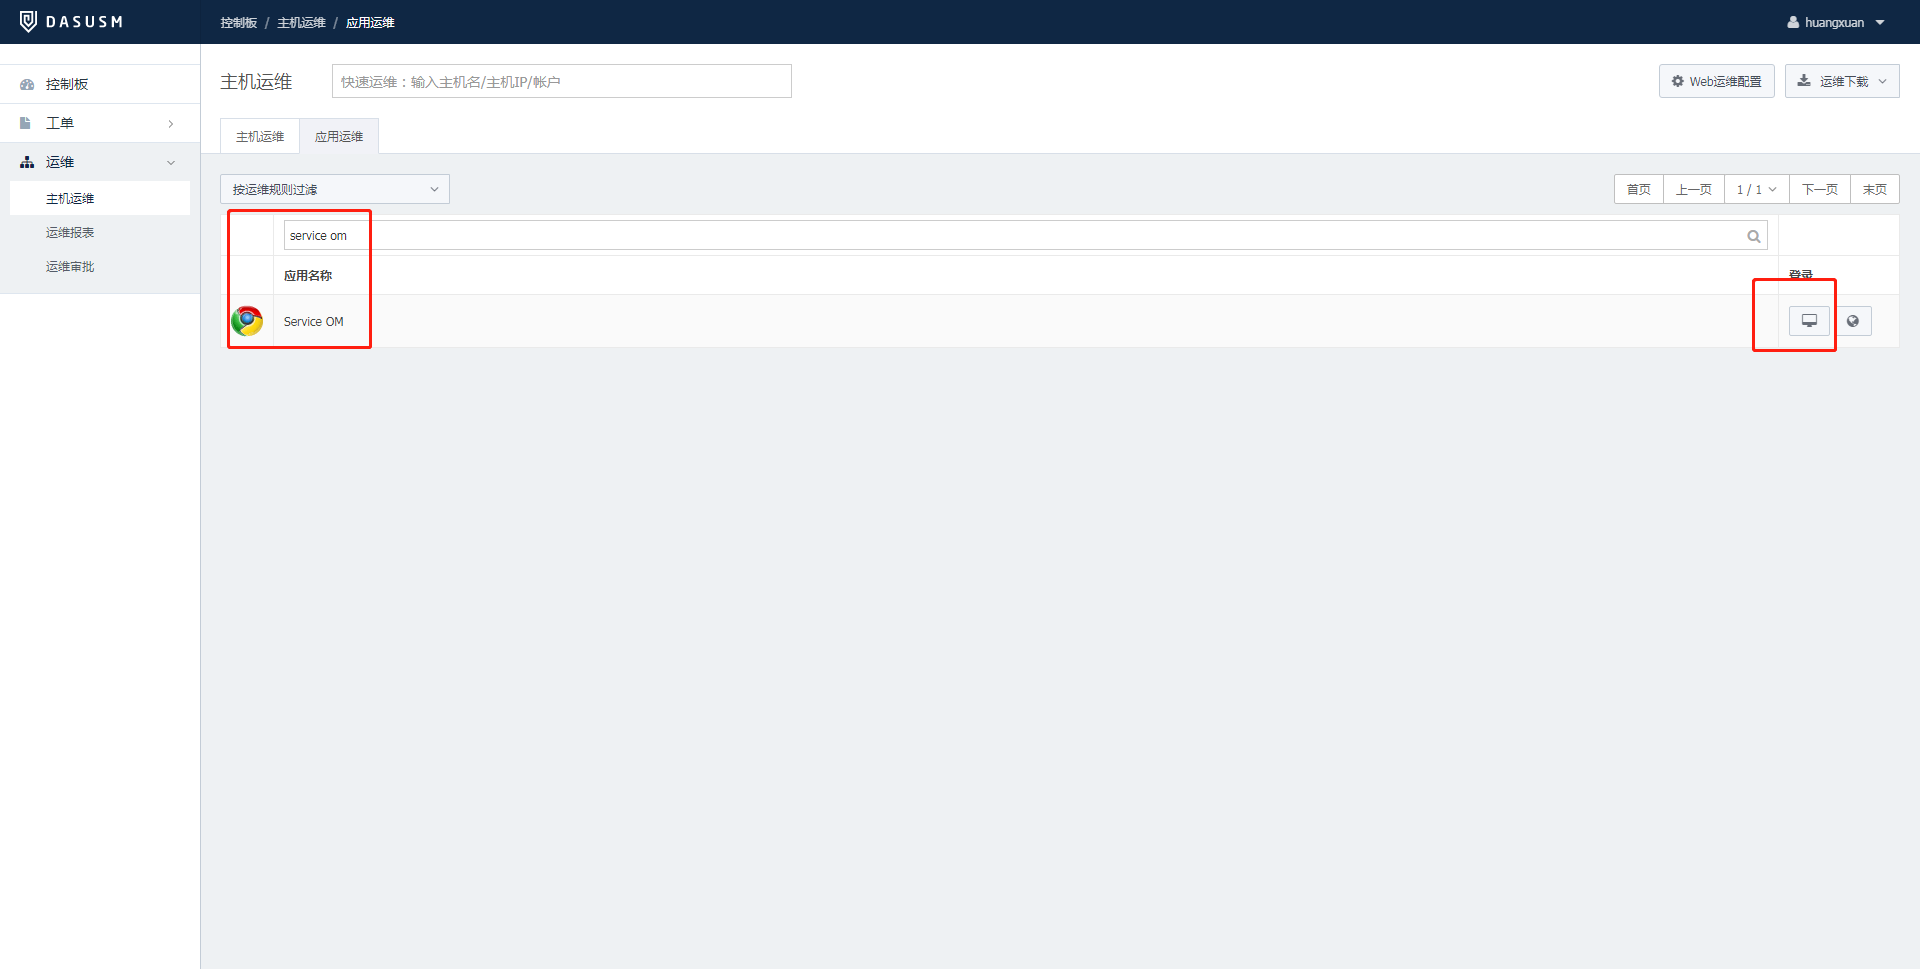 DASUSM
控制板 / 主机运维 / 应用运维
huangxuan
控制板
工单
运维
主机运维
运维报表
运维审批
主机运维
快速运维：输入主机名/主机IP/帐户
Web运维配置
运维下载
主机运维
应用运维
按运维规则过滤
首页
上一页
1 / 1
下一页
末页
service om
应用名称
登录
Service OM